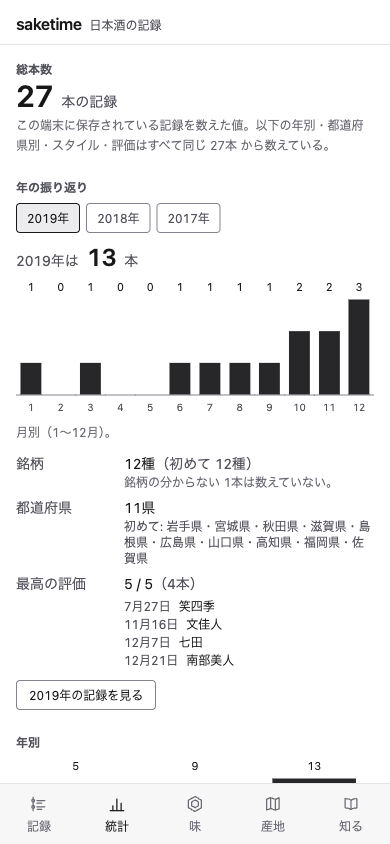 saketime 日本酒の記録
総本数
27 本の記録
この端末に保存されている記録を数えた値。以下の年別・都道府
県別・スタイル・評価はすべて同じ 27本 から数えている。
年の振り返り
2019年 2018年 2017年
2019年は 13 本
1 0 1 0 0 1 1 1 1 2 2 3
1 2 3 4 5 6 7 8 9 10 11 12
月別（1〜12月）。
銘柄 12種（初めて 12種）
銘柄の分からない 1本は数えていない。
都道府県 11県
初めて: 岩手県・宮城県・秋田県・滋賀県・島
根県・広島県・山口県・高知県・福岡県・佐
賀県
最高の評価 5 / 5（4本）
7月27日 笑四季
11月16日 文佳人
12月7日 七田
12月21日 南部美人
2019年の記録を見る
年別
5 9 13
記録 統計 味 産地 知る